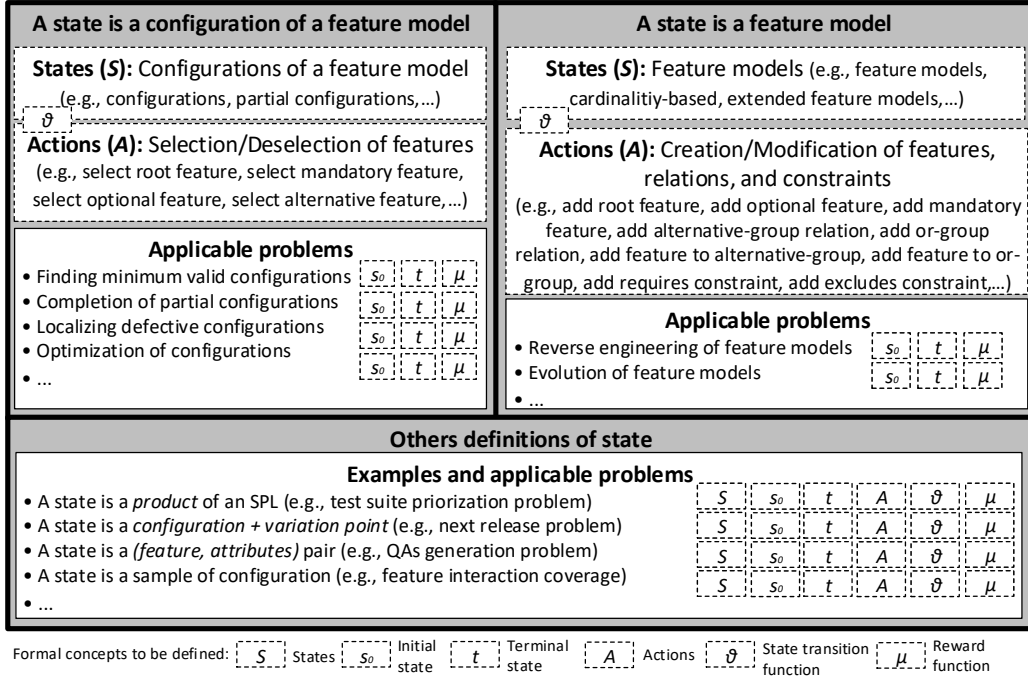 A state is a configuration of a feature model
States (S): Configurations of a feature model
(e.g., configurations, partial configurations,...)
ϑ
Actions (A): Selection/Deselection of features
(e.g., select root feature, select mandatory feature,
select optional feature, select alternative feature,...)
Applicable problems
• Finding minimum valid configurations s₀ t μ
• Completion of partial configurations s₀ t μ
• Localizing defective configurations s₀ t μ
• Optimization of configurations s₀ t μ
• ...
A state is a feature model
States (S): Feature models (e.g., feature models,
cardinalitiy-based, extended feature models,...)
ϑ
Actions (A): Creation/Modification of features,
relations, and constraints
(e.g., add root feature, add optional feature, add mandatory
feature, add alternative-group relation, add or-group
relation, add feature to alternative-group, add feature to or-
group, add requires constraint, add excludes constraint,...)
Applicable problems
• Reverse engineering of feature models s₀ t μ
• Evolution of feature models s₀ t μ
• ...
Others definitions of state
Examples and applicable problems
• A state is a product of an SPL (e.g., test suite priorization problem) S s₀ t A ϑ μ
• A state is a configuration + variation point (e.g., next release problem) S s₀ t A ϑ μ
• A state is a (feature, attributes) pair (e.g., QAs generation problem) S s₀ t A ϑ μ
• A state is a sample of configuration (e.g., feature interaction coverage) S s₀ t A ϑ μ
• ...
Formal concepts to be defined: S States s₀ Initial state t Terminal state A Actions ϑ State transition function μ Reward function